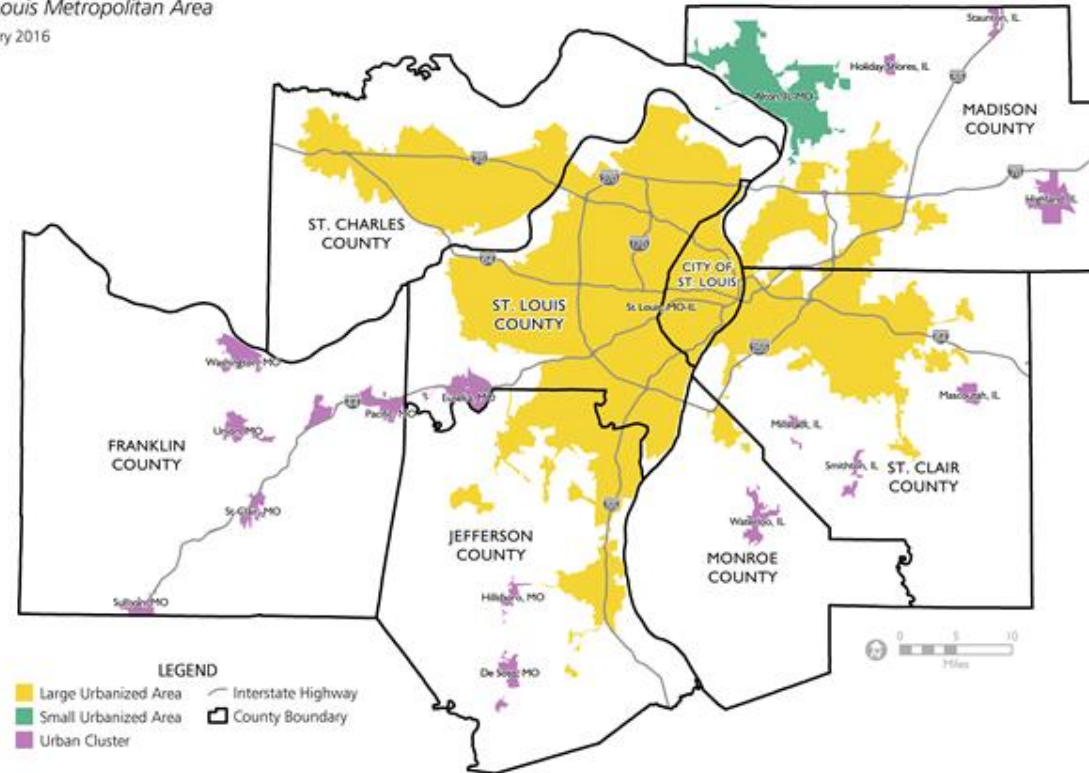 ouis Metropolitan Area
ry 2016
Staunton, IL
Holiday Shores, IL
Alton, IL-MO
MADISON
COUNTY
Highland, IL
ST. CHARLES
COUNTY
CITY OF
ST. LOUIS
ST. LOUIS
COUNTY
St. Louis, MO-IL
Washington, MO
Eureka, MO
Pacific, MO
Mascoutah, IL
Union, MO
Millstadt, IL
FRANKLIN
COUNTY
Smithton, IL
ST. CLAIR
COUNTY
St. Clair, MO
Waterloo, IL
JEFFERSON
COUNTY
MONROE
COUNTY
Hillsboro, MO
Sullivan, MO
De Soto, MO
0 5 10
Miles
LEGEND
Large Urbanized Area
Small Urbanized Area
Urban Cluster
Interstate Highway
County Boundary